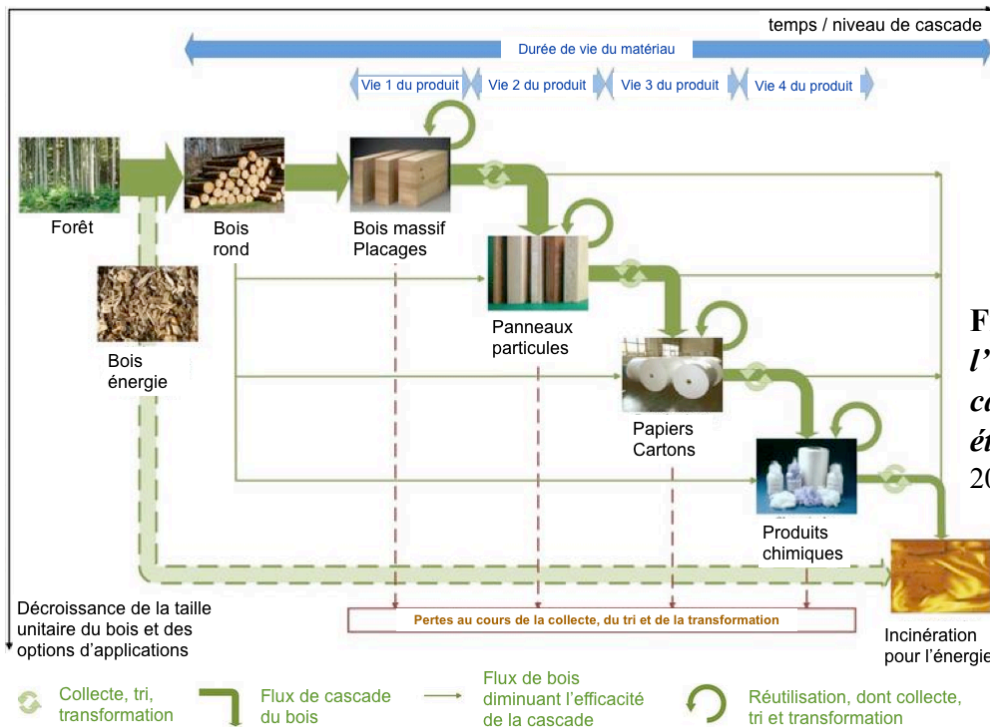 temps / niveau de cascade
Durée de vie du matériau
Vie 1 du produit
Vie 2 du produit
Vie 3 du produit
Vie 4 du produit
Forêt
Bois
rond
Bois massif
Placages
Bois
énergie
Panneaux
particules
F
l’
ca
ét
20
Papiers
Cartons
Produits
chimiques
Décroissance de la taille
unitaire du bois et des
options d’applications
Pertes au cours de la collecte, du tri et de la transformation
Incinération
pour l’énergie
Collecte, tri,
transformation
Flux de cascade
du bois
Flux de bois
diminuant l’efficacité
de la cascade
Réutilisation, dont collecte,
tri et transformation